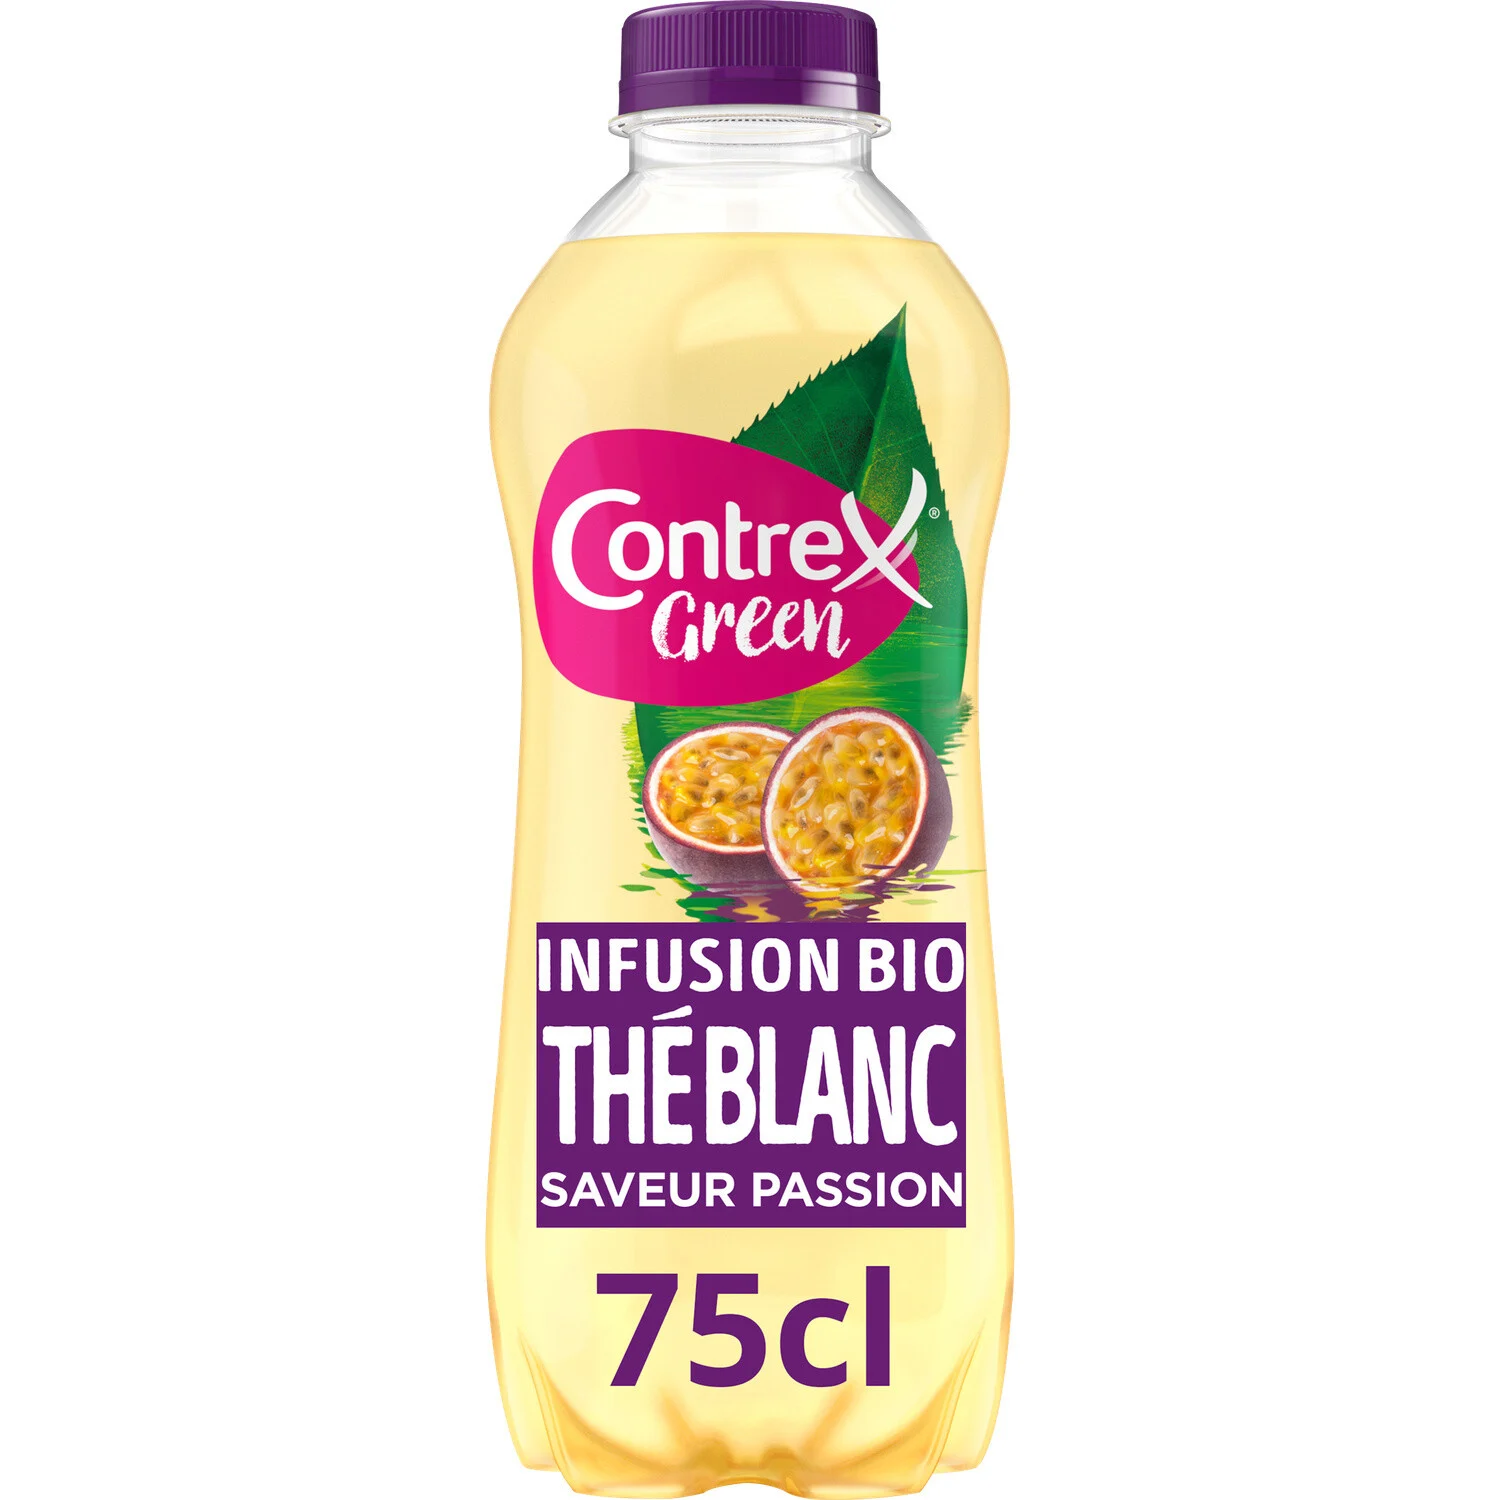 Contrex®
Green
INFUSION BIO
THÉ BLANC
SAVEUR PASSION
75cl